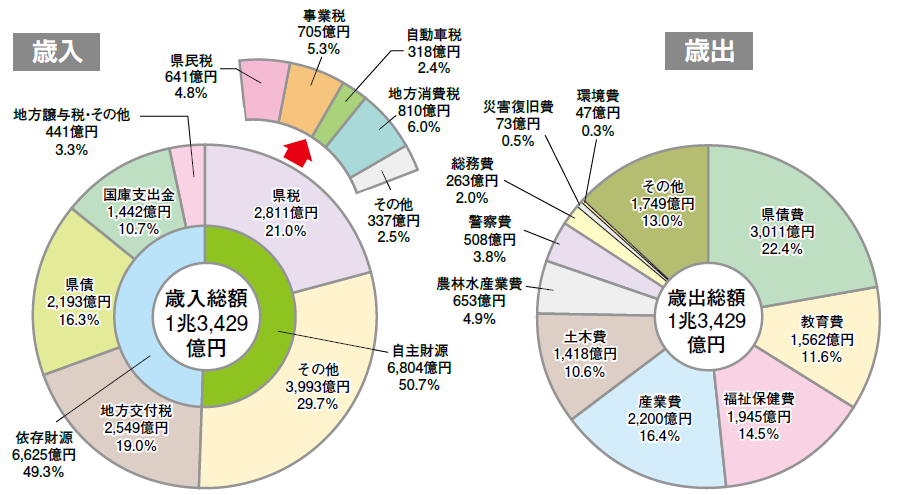 歳入
県民税
641億円
4.8%
事業税
705億円
5.3%
自動車税
318億円
2.4%
地方消費税
810億円
6.0%
その他
337億円
2.5%
地方譲与税・その他
441億円
3.3%
国庫支出金
1,442億円
10.7%
県税
2,811億円
21.0%
県債
2,193億円
16.3%
歳入総額
1兆3,429
億円
自主財源
6,804億円
50.7%
その他
3,993億円
29.7%
地方交付税
2,549億円
19.0%
依存財源
6,625億円
49.3%
歳出
環境費
47億円
0.3%
災害復旧費
73億円
0.5%
総務費
263億円
2.0%
警察費
508億円
3.8%
農林水産業費
653億円
4.9%
その他
1,749億円
13.0%
県債費
3,011億円
22.4%
歳出総額
1兆3,429
億円
教育費
1,562億円
11.6%
土木費
1,418億円
10.6%
産業費
2,200億円
16.4%
福祉保健費
1,945億円
14.5%